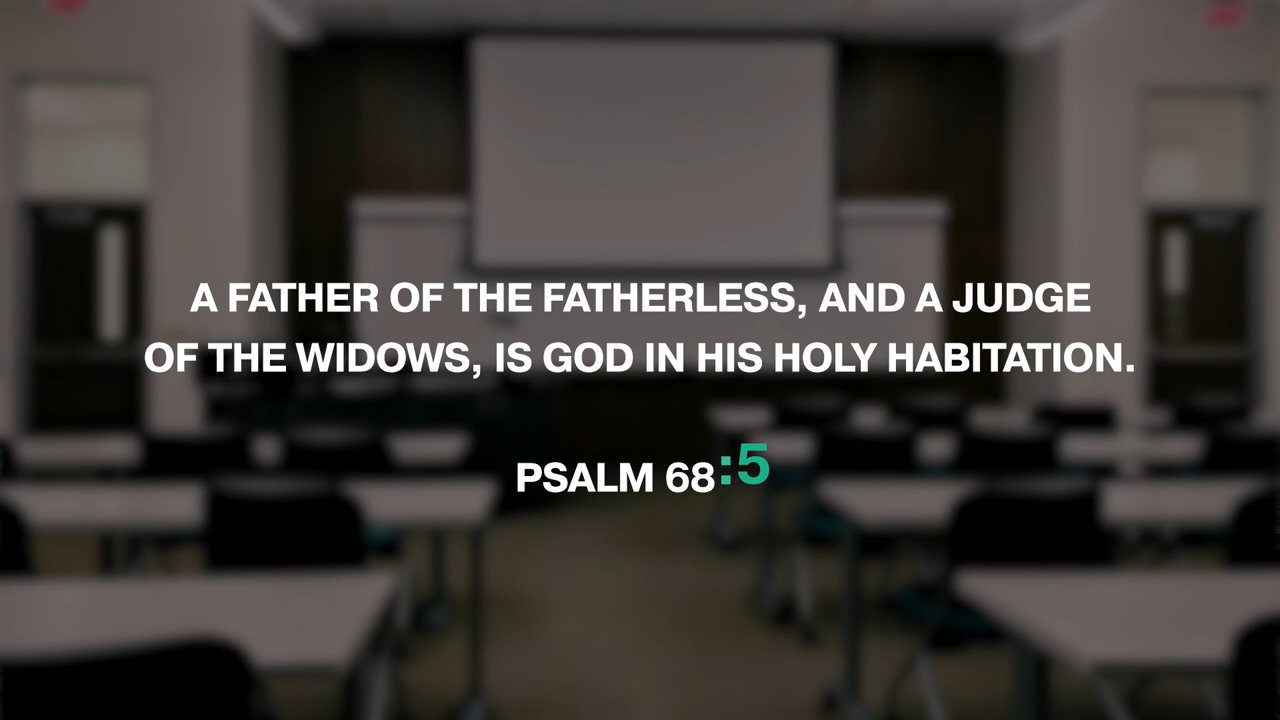 A FATHER OF THE FATHERLESS, AND A JUDGE
OF THE WIDOWS, IS GOD IN HIS HOLY HABITATION.
PSALM 68:5